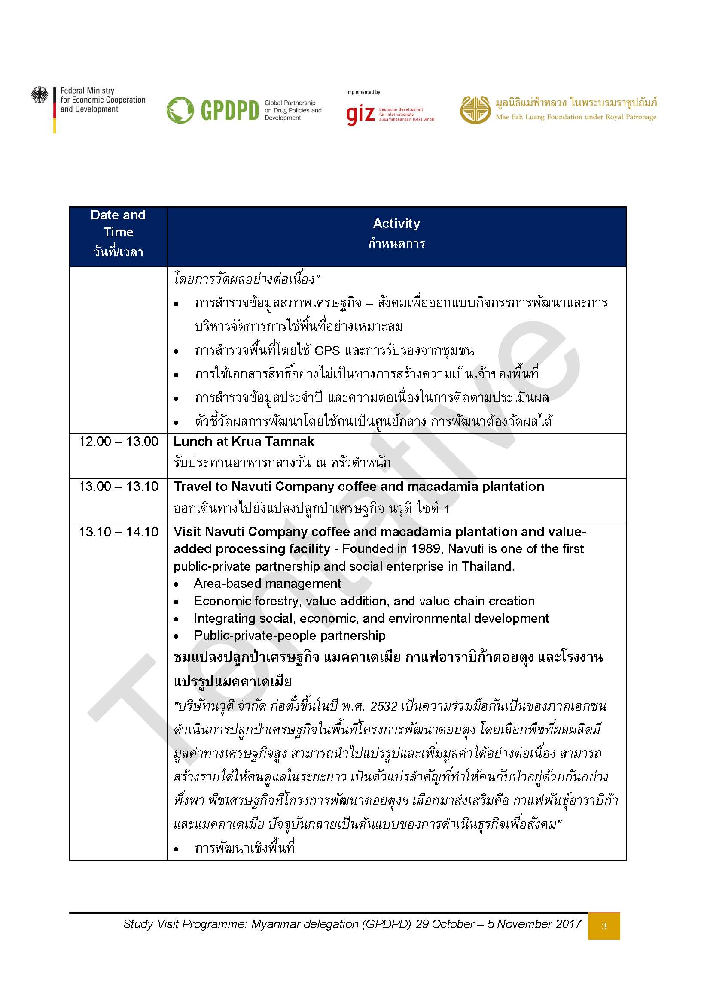 Federal Ministry
for Economic Cooperation
and Development
GPDPD
Global Partnership
on Drug Policies and
Development
Implemented by
giz
Deutsche Gesellschaft
für Internationale
Zusammenarbeit (GIZ) GmbH
มูลนิธิแม่ฟ้าหลวง ในพระบรมราชูปถัมภ์
Mae Fah Luang Foundation under Royal Patronage
Date and
Time
วันที่/เวลา
Activity
กำหนดการ
โดยการวัดผลอย่างต่อเนื่อง"
• การสำรวจข้อมูลสภาพเศรษฐกิจ – สังคมเพื่อออกแบบกิจกรรการพัฒนาและการ
บริหารจัดการการใช้พื้นที่อย่างเหมาะสม
• การสำรวจพื้นที่โดยใช้ GPS และการรับรองจากชุมชน
• การใช้เอกสารสิทธิ์อย่างไม่เป็นทางการสร้างความเป็นเจ้าของพื้นที่
• การสำรวจข้อมูลประจำปี และความต่อเนื่องในการติดตามประเมินผล
• ตัวชี้วัดผลการพัฒนาโดยใช้คนเป็นศูนย์กลาง การพัฒนาต้องวัดผลได้
12.00 – 13.00
Lunch at Krua Tamnak
รับประทานอาหารกลางวัน ณ ครัวตำหนัก
13.00 – 13.10
Travel to Navuti Company coffee and macadamia plantation
ออกเดินทางไปยังแปลงปลูกป่าเศรษฐกิจ นวุติ ไซต์ 1
13.10 – 14.10
Visit Navuti Company coffee and macadamia plantation and value-
added processing facility - Founded in 1989, Navuti is one of the first
public-private partnership and social enterprise in Thailand.
• Area-based management
• Economic forestry, value addition, and value chain creation
• Integrating social, economic, and environmental development
• Public-private-people partnership
ชมแปลงปลูกป่าเศรษฐกิจ แมคคาเดเมีย กาแฟอาราบิก้าดอยตุง และโรงงาน
แปรรูปแมคคาเดเมีย
"บริษัทนวุติ จำกัด ก่อตั้งขึ้นในปี พ.ศ. 2532 เป็นความร่วมมือกันเป็นของภาคเอกชน
ดำเนินการปลูกป่าเศรษฐกิจในพื้นที่โครงการพัฒนาดอยตุง โดยเลือกพืชที่ผลผลิตมี
มูลค่าทางเศรษฐกิจสูง สามารถนำไปแปรรูปและเพิ่มมูลค่าได้อย่างต่อเนื่อง สามารถ
สร้างรายได้ให้คนดูแลในระยะยาว เป็นตัวแปรสำคัญที่ทำให้คนกับป่าอยู่ด้วยกันอย่าง
พึ่งพา พืชเศรษฐกิจที่โครงการพัฒนาดอยตุงฯ เลือกมาส่งเสริมคือ กาแฟพันธุ์อาราบิก้า
และแมคคาเดเมีย ปัจจุบันกลายเป็นต้นแบบของการดำเนินธุรกิจเพื่อสังคม"
• การพัฒนาเชิงพื้นที่
Tentative
Study Visit Programme: Myanmar delegation (GPDPD) 29 October – 5 November 2017
3